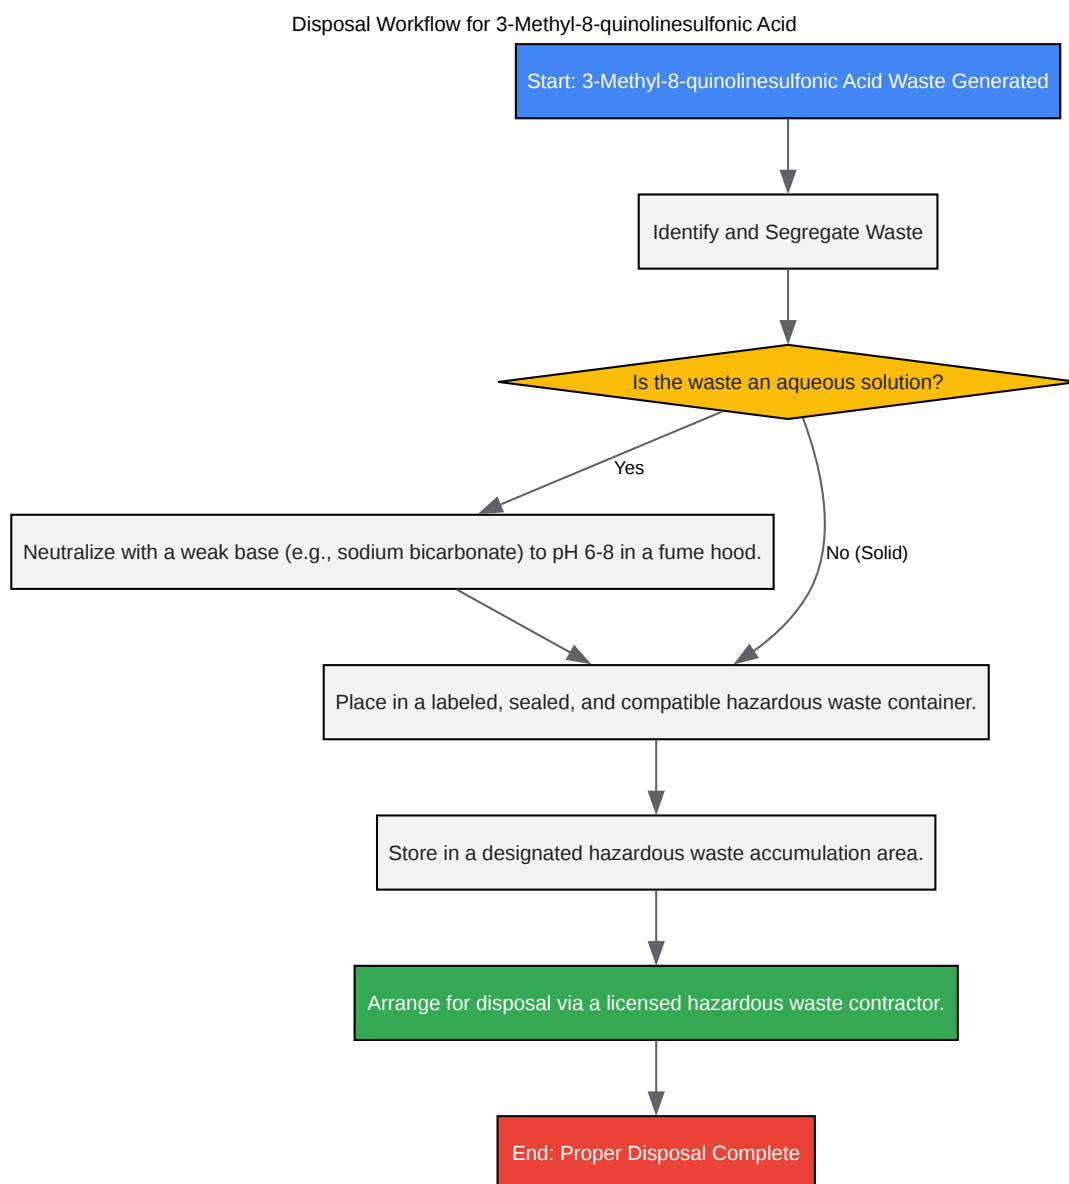 Disposal Workflow for 3-Methyl-8-quinolinesulfonic Acid
Start: 3-Methyl-8-quinolinesulfonic Acid Waste Generated
Identify and Segregate Waste
Is the waste an aqueous solution?
Yes
Neutralize with a weak base (e.g., sodium bicarbonate) to pH 6-8 in a fume hood.
No (Solid)
Place in a labeled, sealed, and compatible hazardous waste container.
Store in a designated hazardous waste accumulation area.
Arrange for disposal via a licensed hazardous waste contractor.
End: Proper Disposal Complete